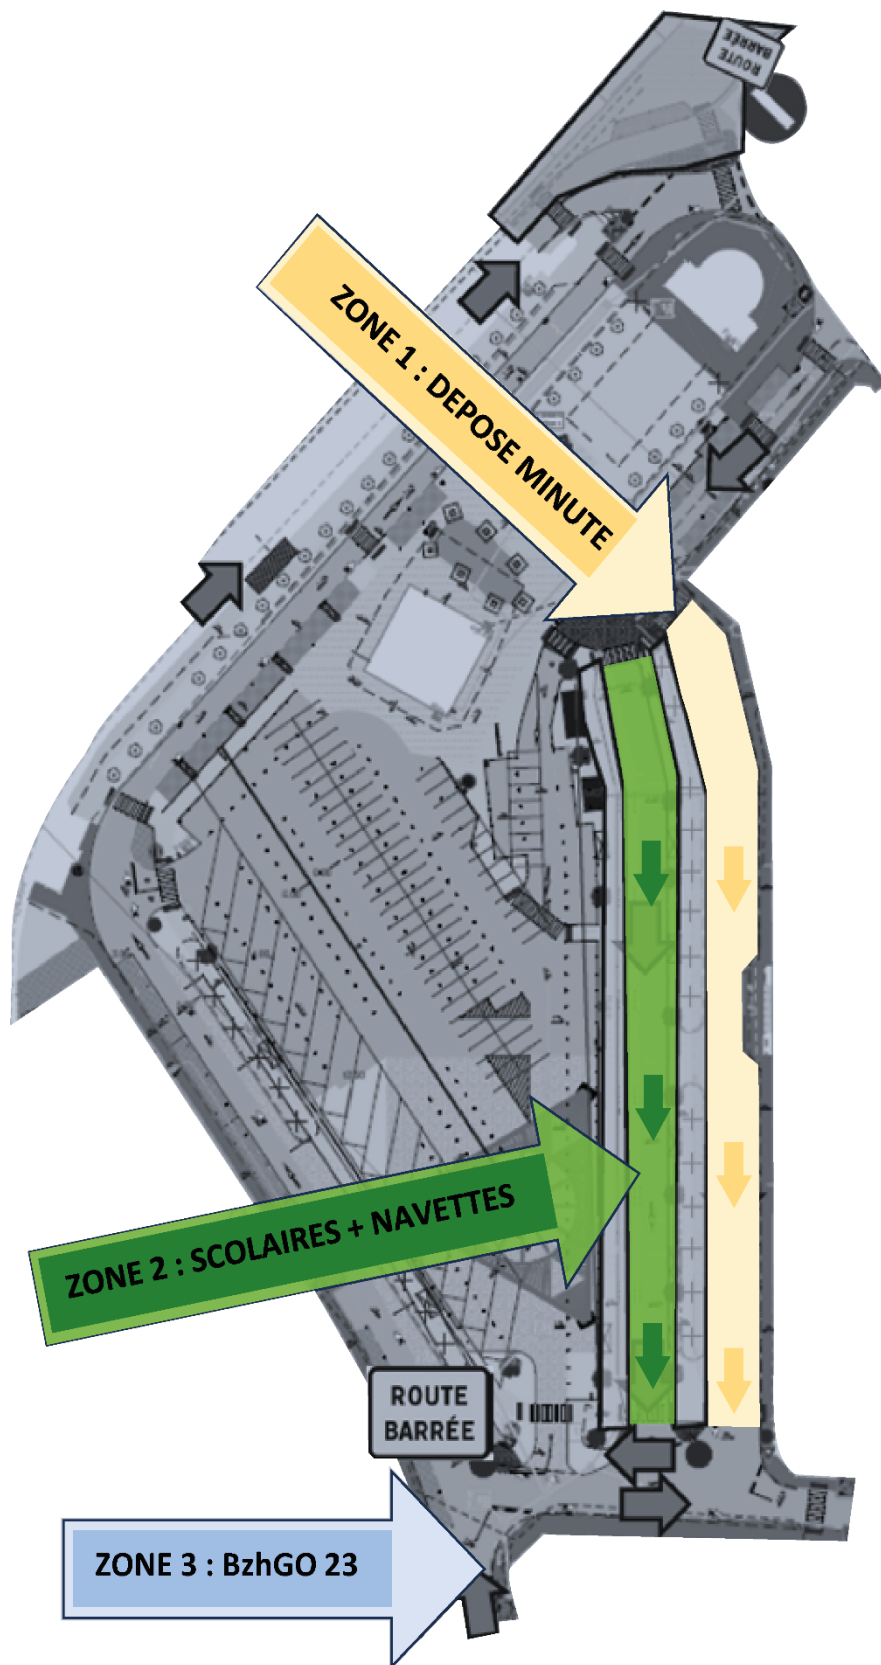 ROUTE
BARRÉE
ZONE 1 : DEPOSE MINUTE
ZONE 2 : SCOLAIRES + NAVETTES
ROUTE
BARRÉE
ZONE 3 : BzhGO 23